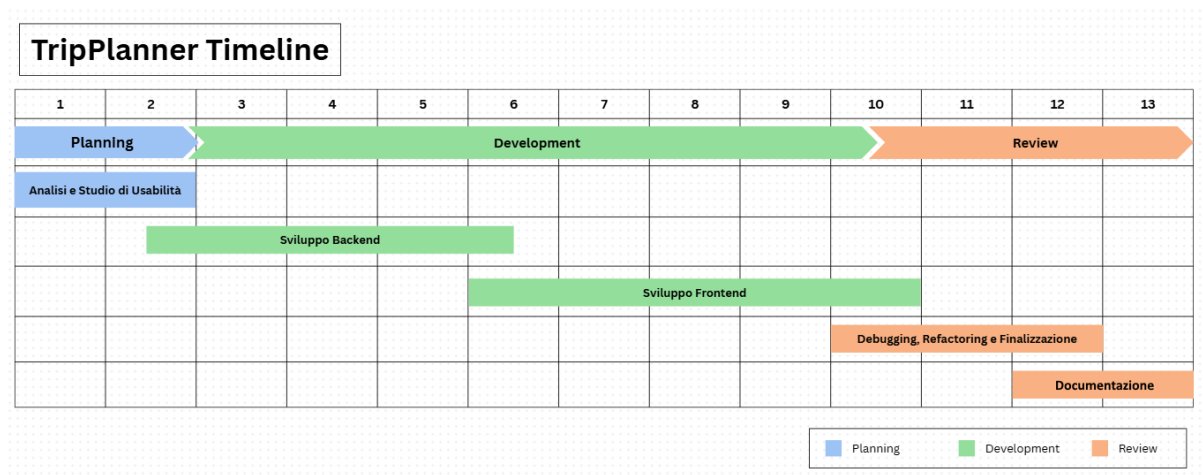 TripPlanner Timeline
1 2 3 4 5 6 7 8 9 10 11 12 13
Planning Development Review
Analisi e Studio di Usabilità
Sviluppo Backend
Sviluppo Frontend
Debugging, Refactoring e Finalizzazione
Documentazione
Planning Development Review